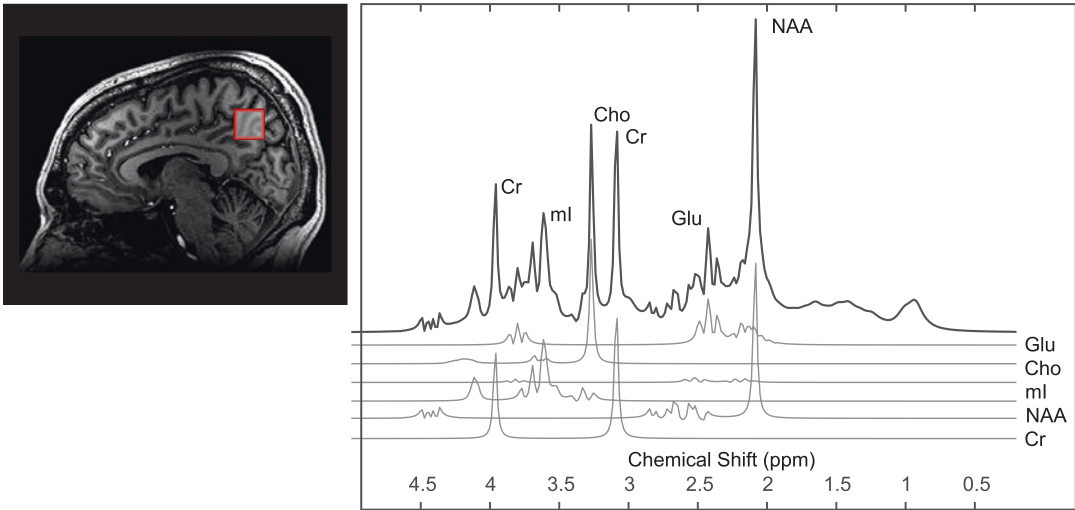 NAA
Cho
Cr
Cr
mI
Glu
Glu
Cho
mI
NAA
Cr
Chemical Shift (ppm)
4.5 4 3.5 3 2.5 2 1.5 1 0.5